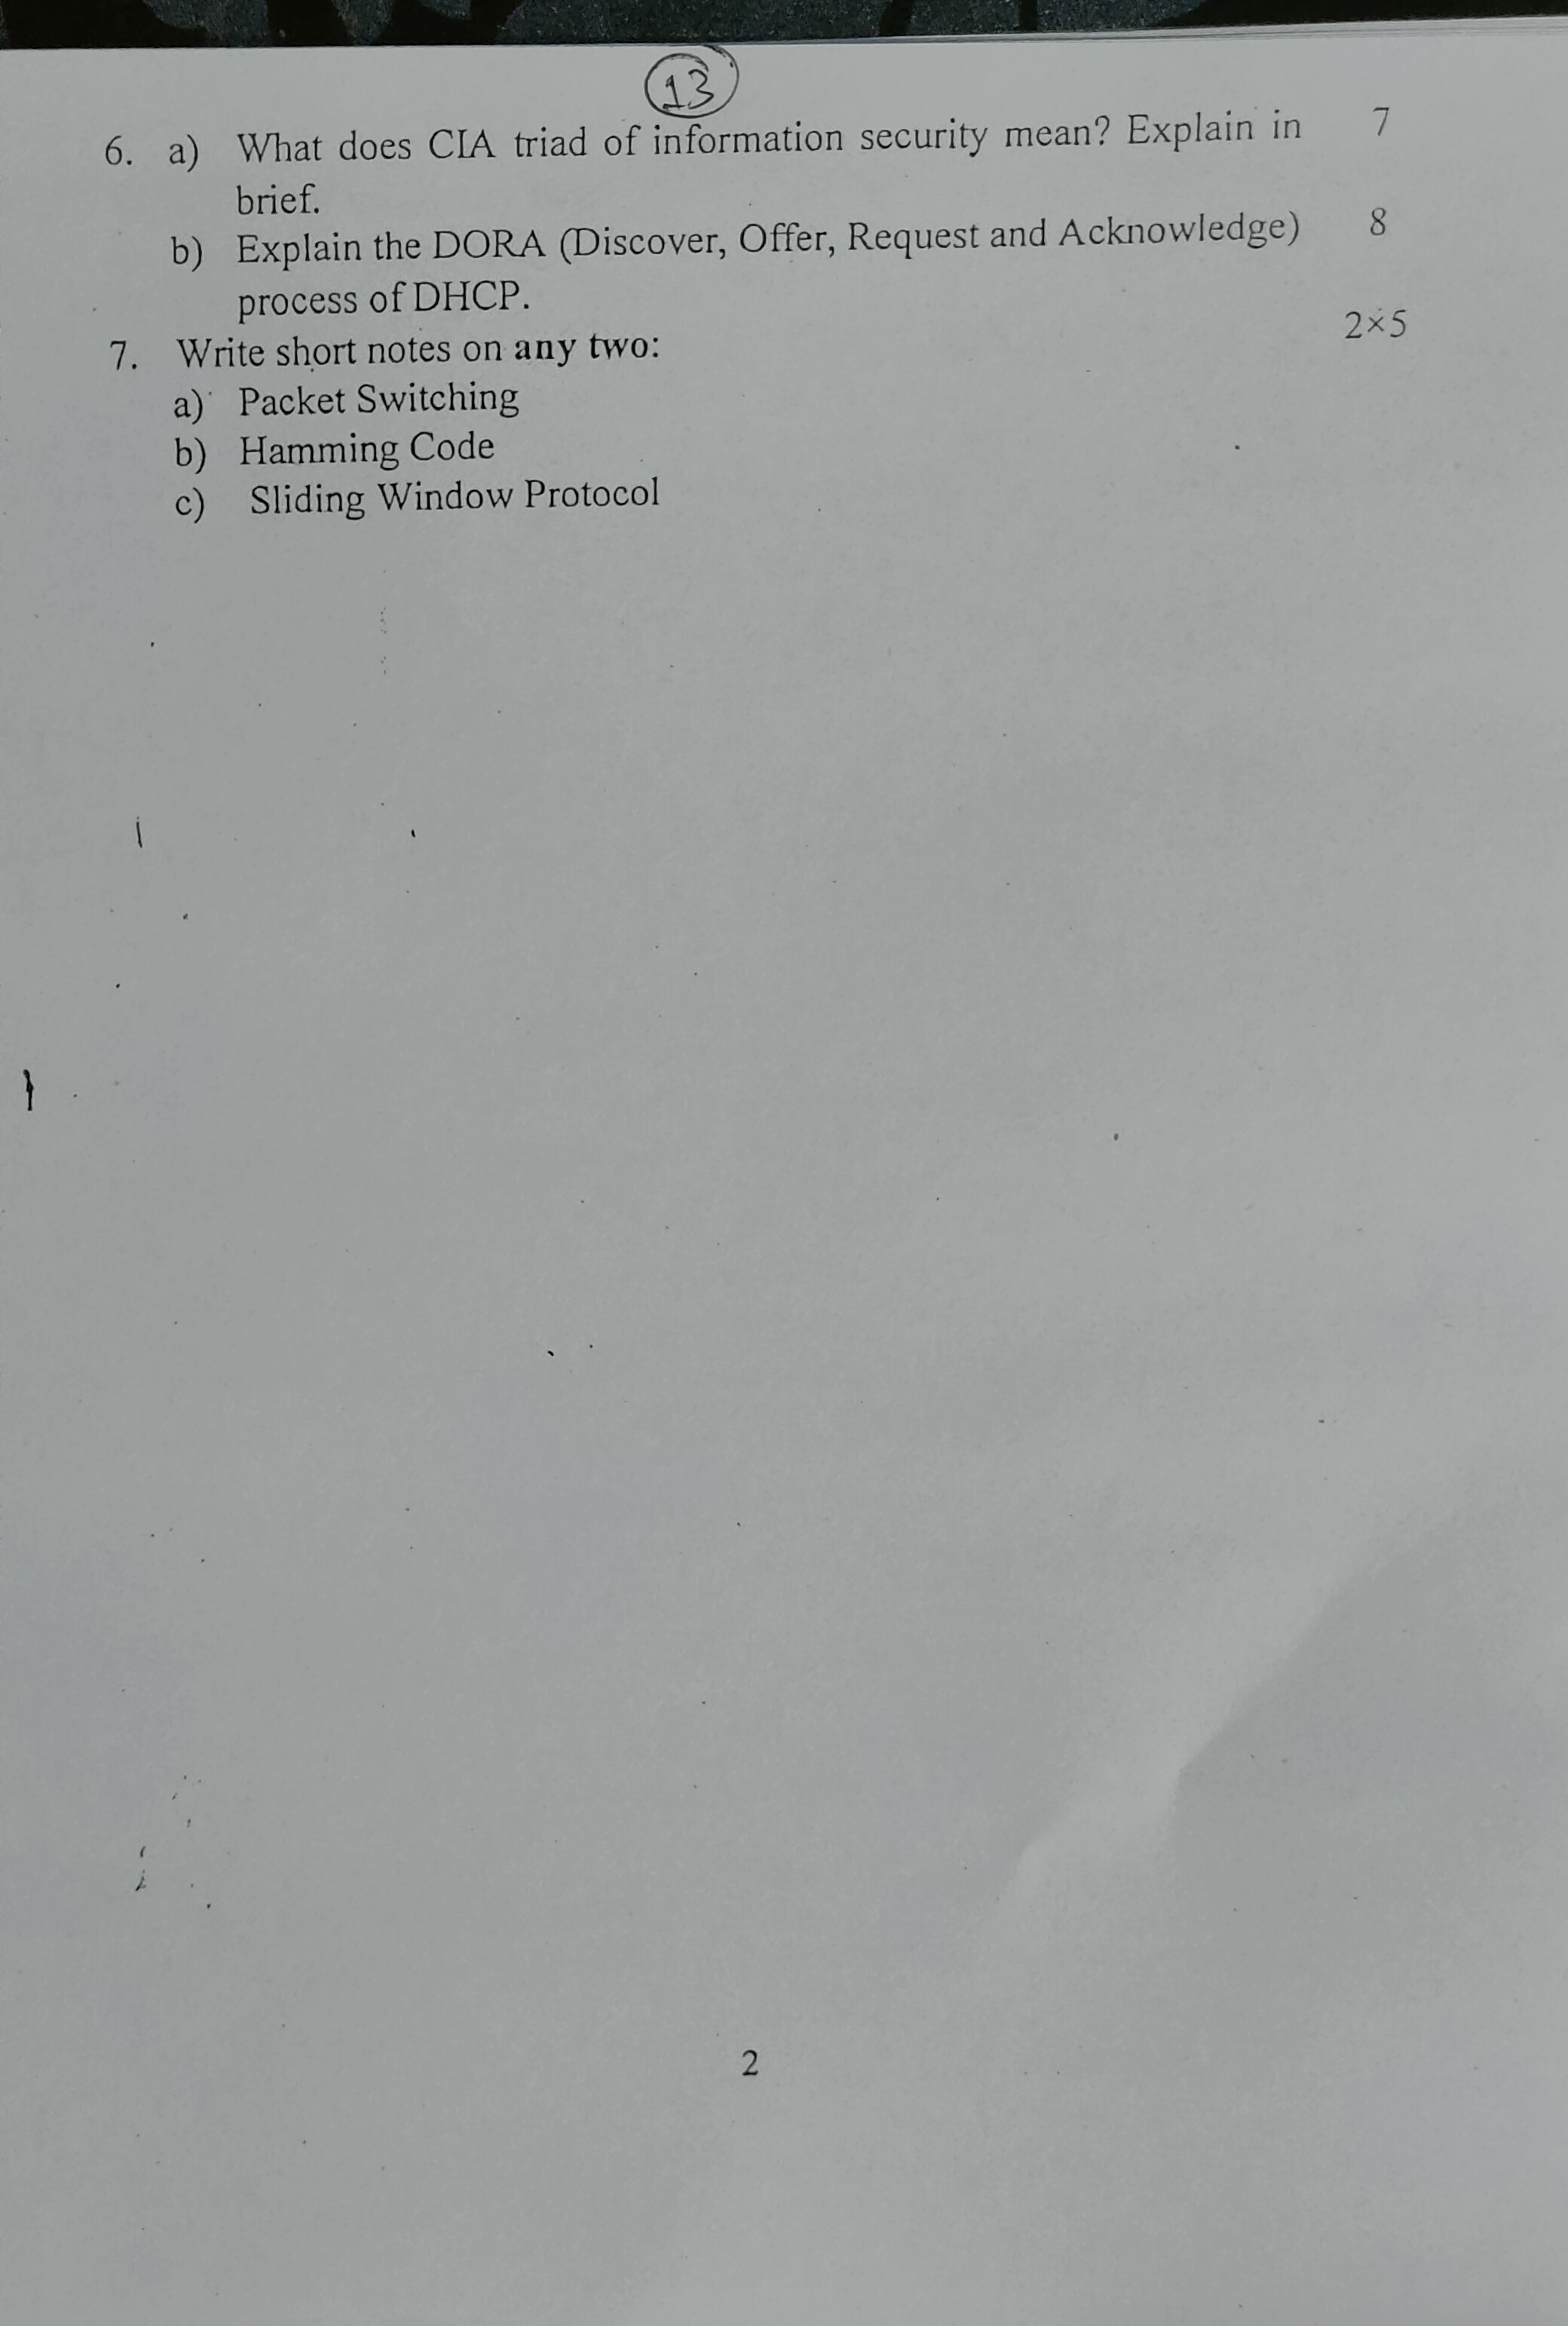 13
6. a) What does CIA triad of information security mean? Explain in 7
brief.
b) Explain the DORA (Discover, Offer, Request and Acknowledge) 8
process of DHCP.
7. Write short notes on any two: 2×5
a) Packet Switching
b) Hamming Code
c) Sliding Window Protocol
2